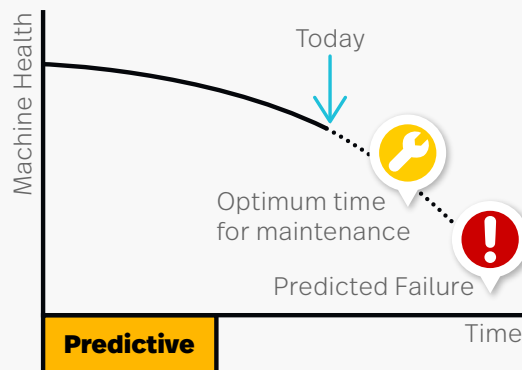 Today
Machine Health
Optimum time
for maintenance
Predicted Failure
Time
Predictive